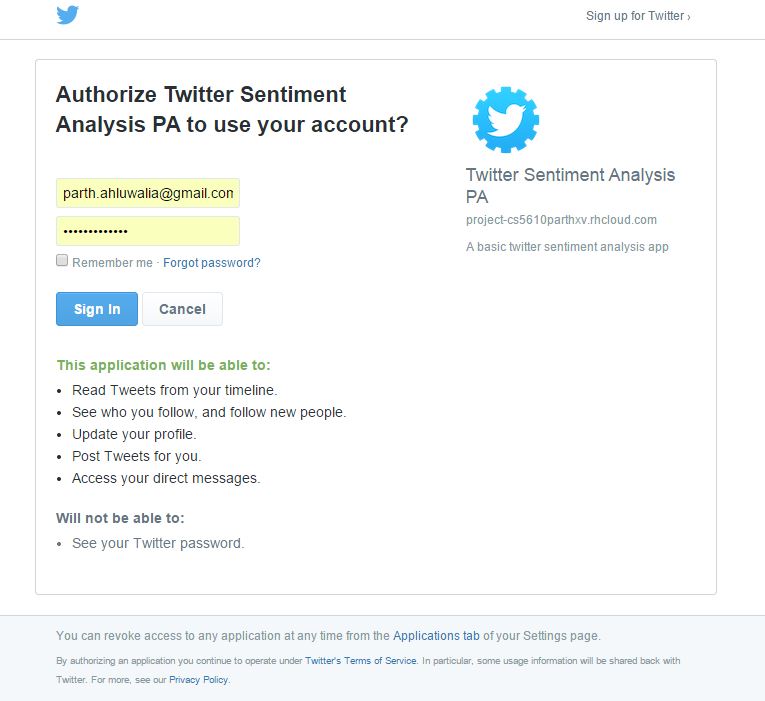 Sign up for Twitter ›
Authorize Twitter Sentiment
Analysis PA to use your account?
parth.ahluwalia@gmail.con
•••••••••••••
Remember me · Forgot password?
Sign In
Cancel
Twitter Sentiment Analysis
PA
project-cs5610parthxv.rhcloud.com
A basic twitter sentiment analysis app
This application will be able to:
• Read Tweets from your timeline.
• See who you follow, and follow new people.
• Update your profile.
• Post Tweets for you.
• Access your direct messages.
Will not be able to:
• See your Twitter password.
You can revoke access to any application at any time from the Applications tab of your Settings page.
By authorizing an application you continue to operate under Twitter's Terms of Service. In particular, some usage information will be shared back with
Twitter. For more, see our Privacy Policy.